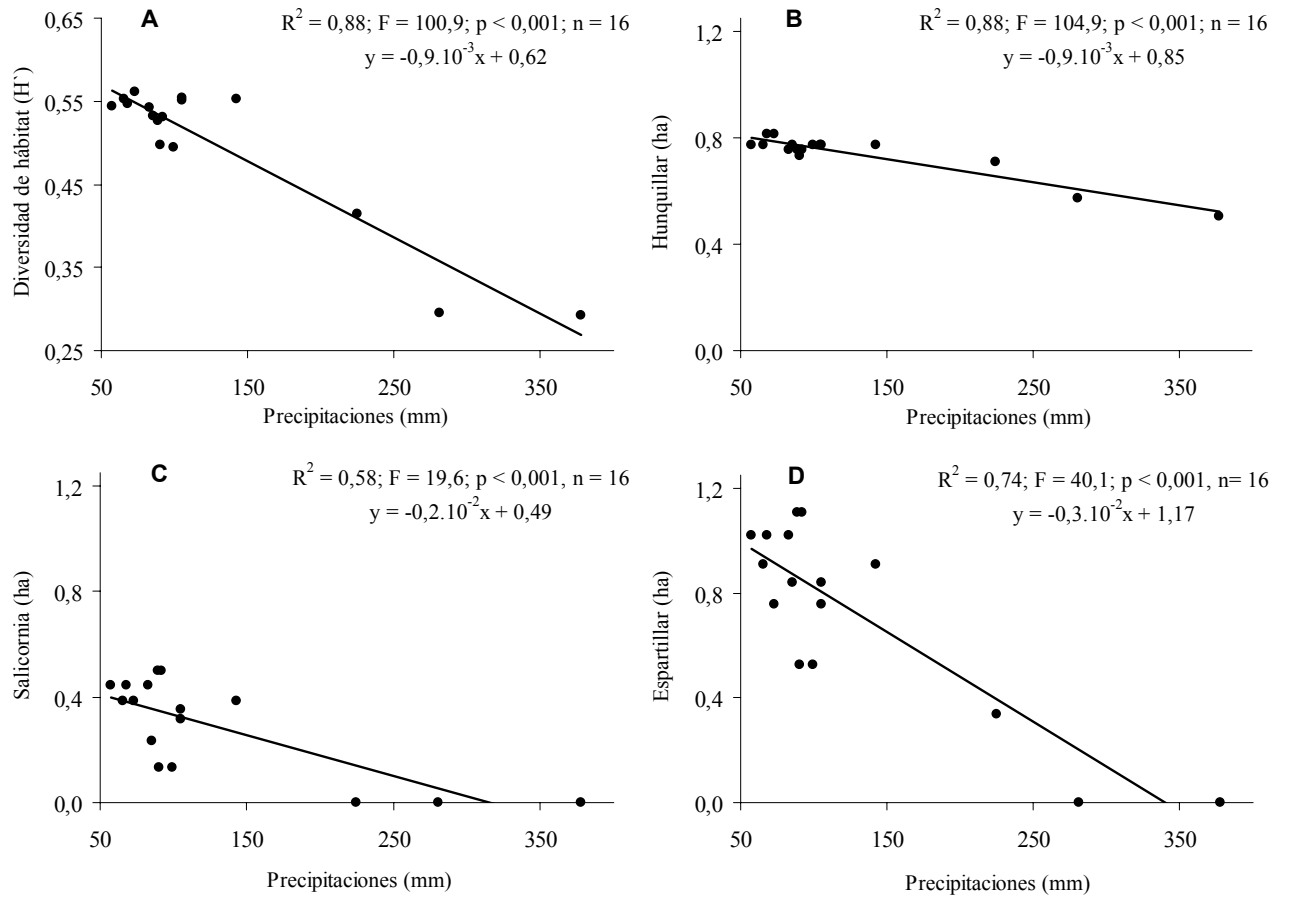 A
R² = 0,88; F = 100,9; p < 0,001; n = 16
y = -0,9.10⁻³x + 0,62
Diversidad de hábitat (H`)
0,65
0,55
0,45
0,35
0,25
50 150 250 350
Precipitaciones (mm)
B
R² = 0,88; F = 104,9; p < 0,001; n = 16
y = -0,9.10⁻³x + 0,85
Hunquillar (ha)
1,2
0,8
0,4
0,0
50 150 250 350
Precipitaciones (mm)
C
R² = 0,58; F = 19,6; p < 0,001, n = 16
y = -0,2.10⁻²x + 0,49
Salicornia (ha)
1,2
0,8
0,4
0,0
50 150 250 350
Precipitaciones (mm)
D
R² = 0,74; F = 40,1; p < 0,001, n= 16
y = -0,3.10⁻²x + 1,17
Espartillar (ha)
1,2
0,8
0,4
0,0
50 150 250 350
Precipitaciones (mm)